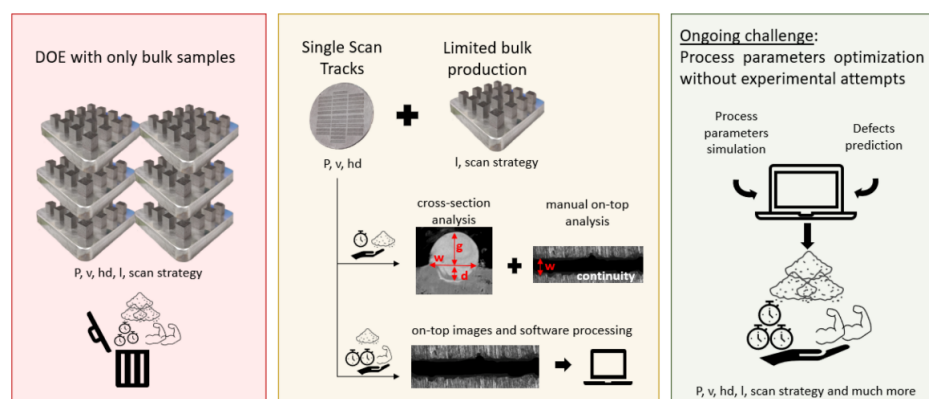 DOE with only bulk samples
P, v, hd, l, scan strategy
Single Scan
Tracks
P, v, hd
Limited bulk
production
l, scan strategy
cross-section
analysis
g
w
d
manual on-top
analysis
w
continuity
on-top images and software processing
Ongoing challenge:
Process parameters optimization
without experimental attempts
Process
parameters
simulation
Defects
prediction
P, v, hd, l, scan strategy and much more